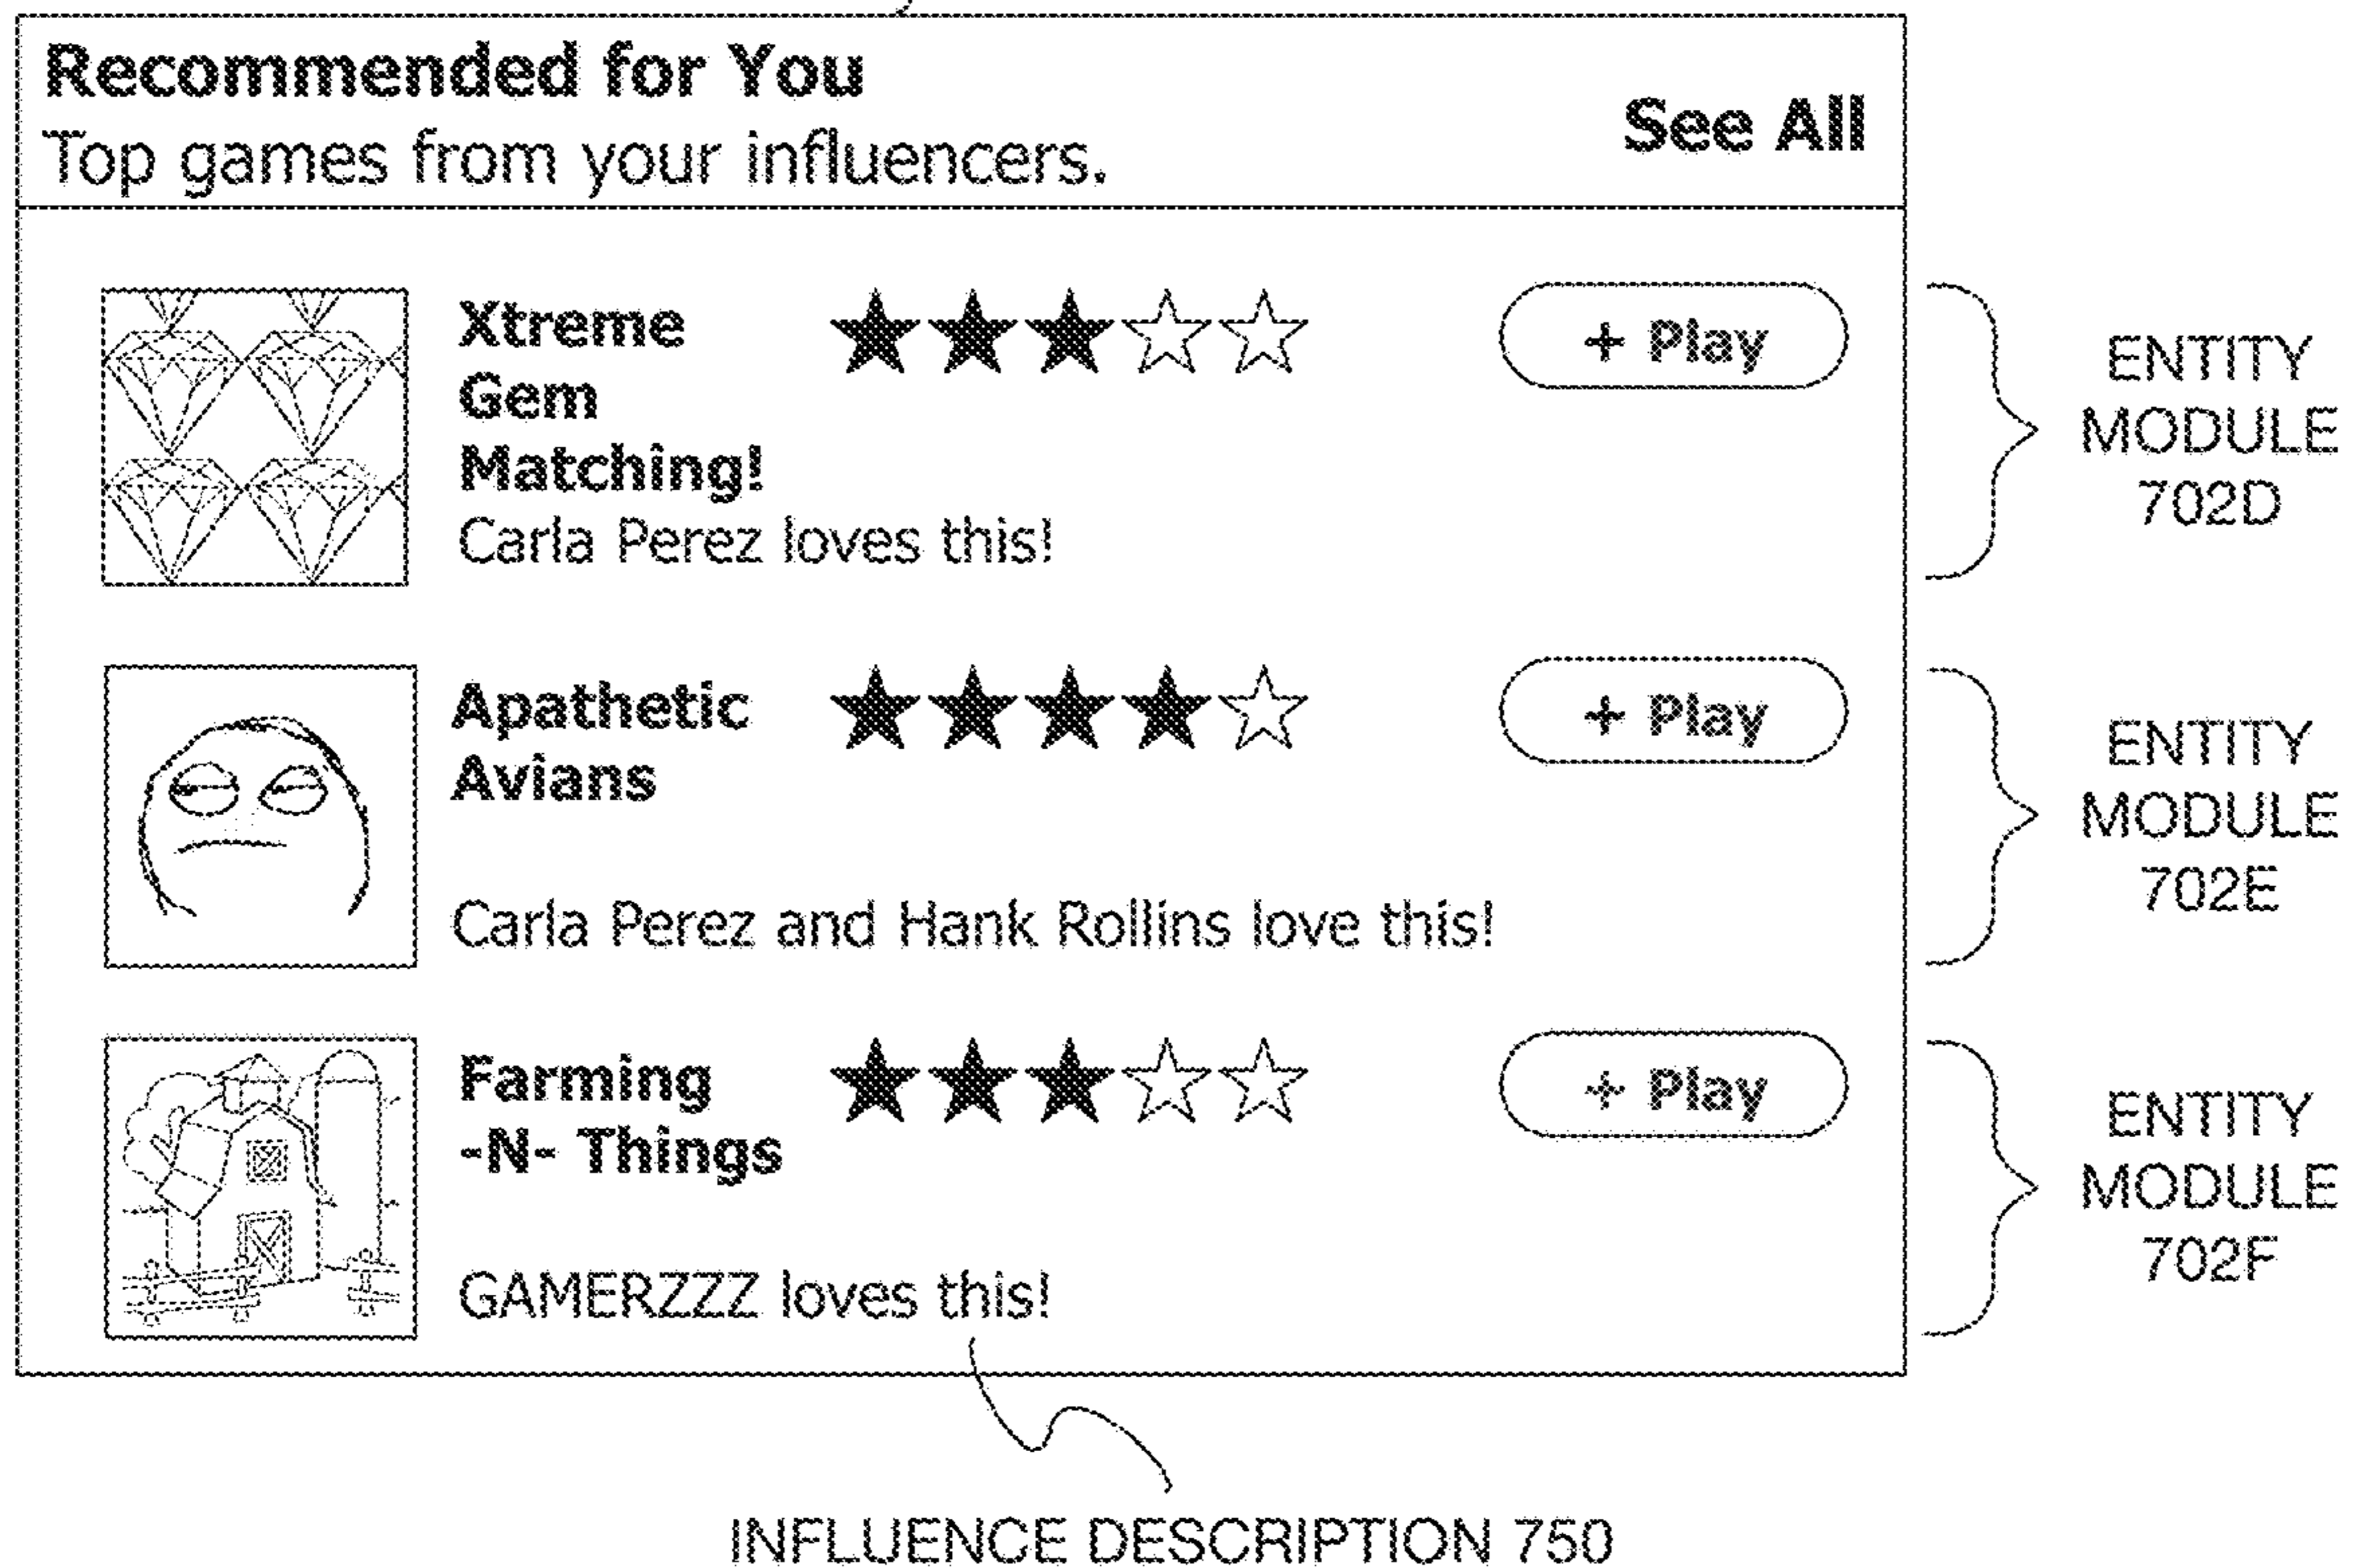 Recommended for You
Top games from your influencers.
See All
Xtreme
Gem
Matching!
Carla Perez loves this!
+ Play
ENTITY
MODULE
702D
Apathetic
Avians
Carla Perez and Hank Rollins love this!
+ Play
ENTITY
MODULE
702E
Farming
-N- Things
GAMERZZZ loves this!
+ Play
ENTITY
MODULE
702F
INFLUENCE DESCRIPTION 750